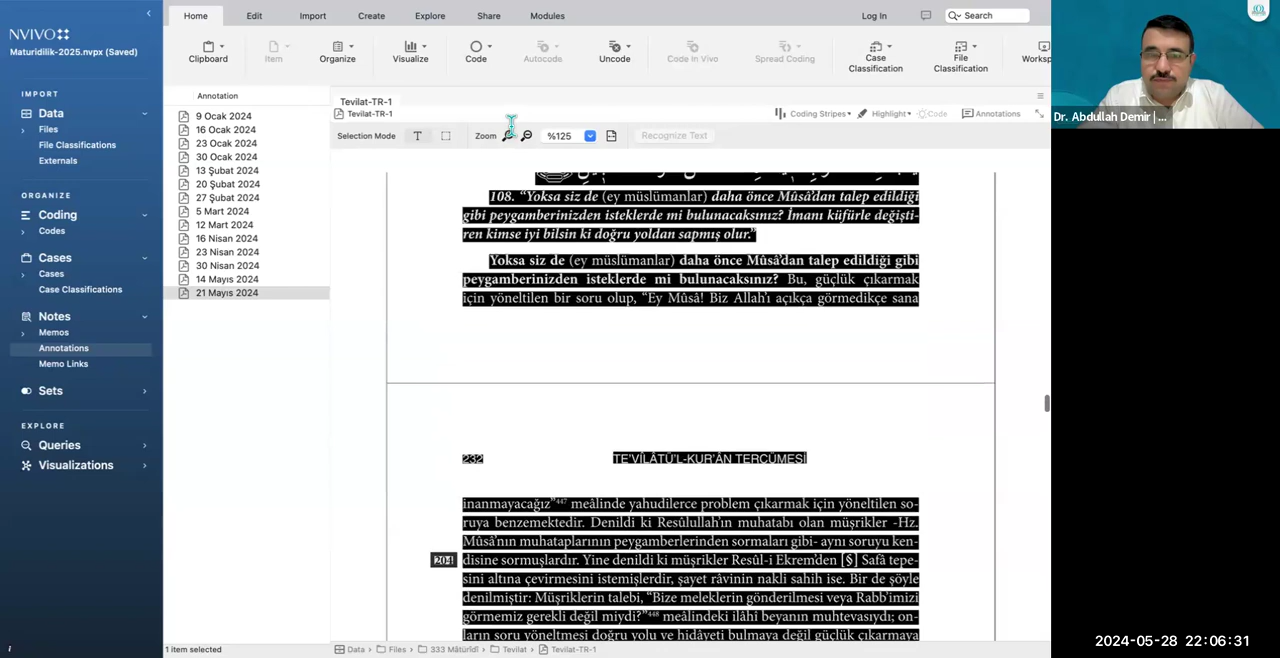 Home Edit Import Create Explore Share Modules Log In Search
NVIVO
Maturidilik-2025.nvpx (Saved)
Clipboard Item Organize Visualize Code Autocode Uncode Code In Vivo Spread Coding Case Classification File Classification Worksp
IMPORT
Data
Files
File Classifications
Externals
ORGANIZE
Coding
Codes
Cases
Cases
Case Classifications
Notes
Memos
Annotations
Memo Links
Sets
EXPLORE
Queries
Visualizations
Annotation
9 Ocak 2024
16 Ocak 2024
23 Ocak 2024
30 Ocak 2024
13 Şubat 2024
20 Şubat 2024
27 Şubat 2024
5 Mart 2024
12 Mart 2024
16 Nisan 2024
23 Nisan 2024
30 Nisan 2024
14 Mayıs 2024
21 Mayıs 2024
1 item selected
Tevilat-TR-1
Tevilat-TR-1 Coding Stripes Highlight Code Annotations
Selection Mode Zoom %125 Recognize Text
108. “Yoksa siz de (ey müslümanlar) daha önce Mûsâ’dan talep edildiği
gibi peygamberinizden isteklerde mi bulunacaksınız? İmanı küfürle değişti-
ren kimse iyi bilsin ki doğru yoldan sapmış olur.”
Yoksa siz de (ey müslümanlar) daha önce Mûsâ’dan talep edildiği gibi
peygamberinizden isteklerde mi bulunacaksınız? Bu, güçlük çıkarmak
için yöneltilen bir soru olup, “Ey Mûsâ! Biz Allah’ı açıkça görmedikçe sana
232 TE’VÎLÂTÜ’L-KUR’ÂN TERCÜMESİ
inanmayacağız”⁴⁴⁷ meâlinde yahudilerce problem çıkarmak için yöneltilen so-
ruya benzemektedir. Denildi ki Resûlullah’ın muhatabı olan müşrikler -Hz.
Mûsâ’nın muhataplarının peygamberlerinden sormaları gibi- aynı soruyu ken-
204 disine sormuşlardır. Yine denildi ki müşrikler Resûl-i Ekrem’den [§] Safâ tepe-
sini altına çevirmesini istemişlerdir, şayet râvinin nakli sahih ise. Bir de şöyle
denilmiştir: Müşriklerin talebi, “Bize meleklerin gönderilmesi veya Rabb’imizi
görmemiz gerekli değil miydi?”⁴⁴⁸ meâlindeki ilâhî beyanın muhtevasıydı; on-
ların soru yöneltmesi doğru yolu ve hidâyeti bulmaya değil güçlük çıkarmaya
Data Files 333 Mâtürîdî Tevilat Tevilat-TR-1
Dr. Abdullah Demir | ...
2024-05-28 22:06:31